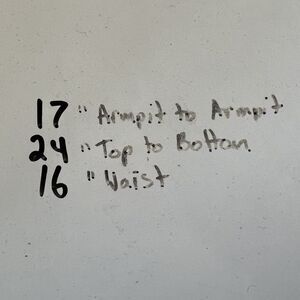 17 " Armpit to Armpit
24 " Top to Bottom
16 " Waist